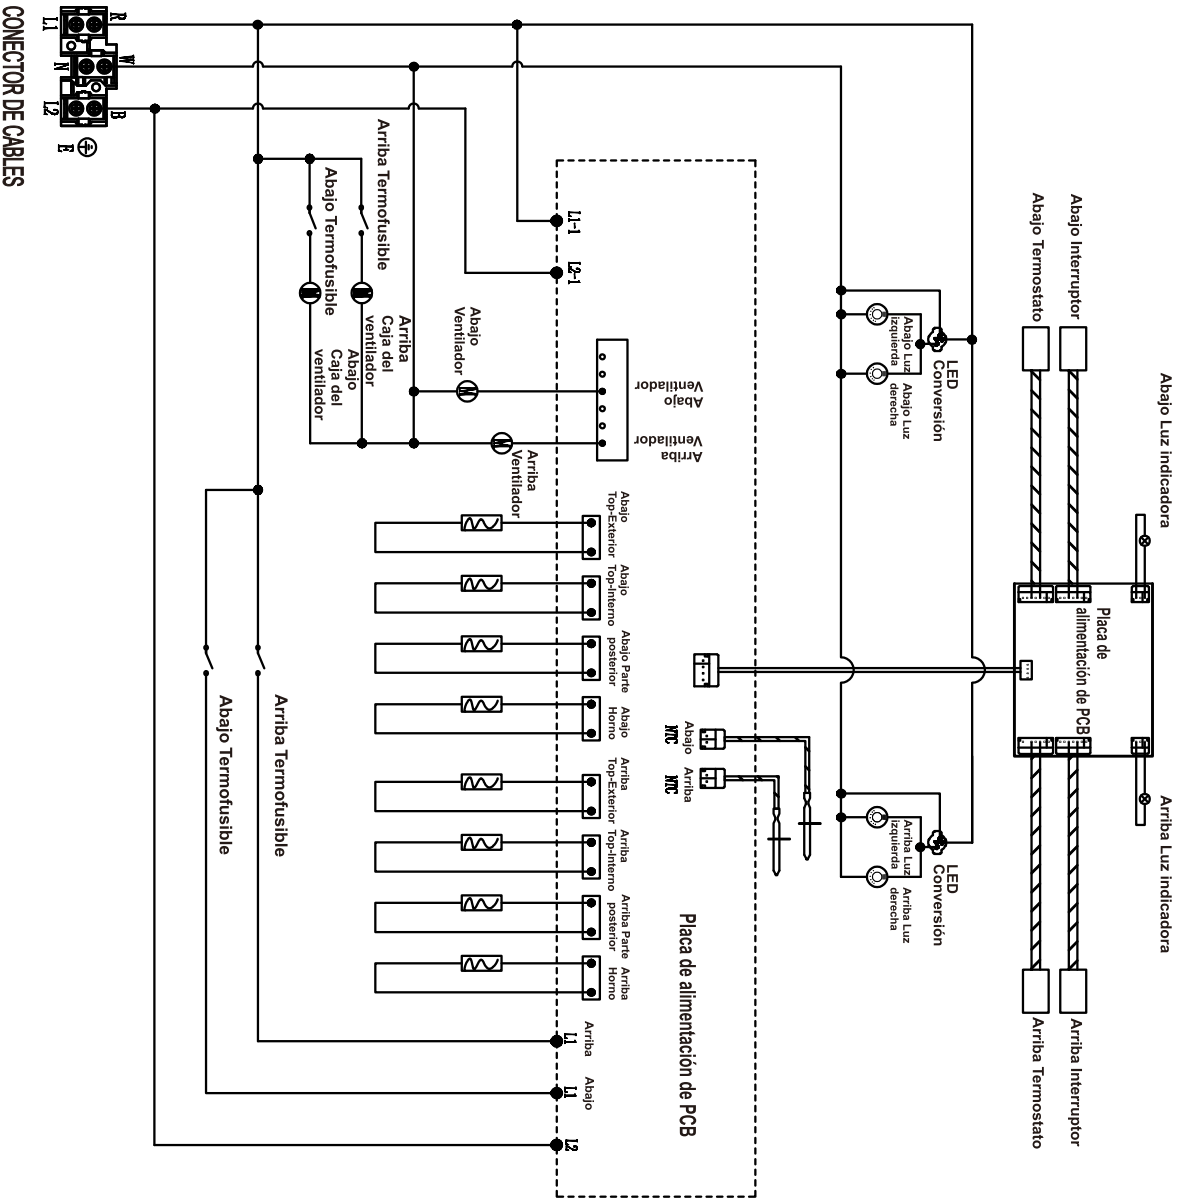 CONECTOR DE CABLES
L1
R
N
W
L2
B
E
Arriba Termofusible
Abajo Termofusible
Arriba
Caja del
ventilador
Abajo
Caja del
ventilador
L1-1
L2-1
Abajo
Ventilador
Arriba
Ventilador
Abajo
Ventilador
Arriba
Ventilador
Abajo
Top-Exterior
Abajo
Top-Interno
Abajo Parte
posterior
Abajo
Horno
Arriba
Top-Exterior
Arriba
Top-Interno
Arriba Parte
posterior
Arriba
Horno
Arriba
L1
Abajo
L1
L2
Arriba Termofusible
Abajo Termofusible
Placa de alimentación de PCB
Abajo
NTC
Arriba
NTC
LED
Conversión
Abajo Luz
izquierda
Abajo Luz
derecha
LED
Conversión
Arriba Luz
izquierda
Arriba Luz
derecha
Abajo Luz indicadora
Abajo Interruptor
Abajo Termostato
Placa de
alimentación de PCB
Arriba Luz indicadora
Arriba Interruptor
Arriba Termostato